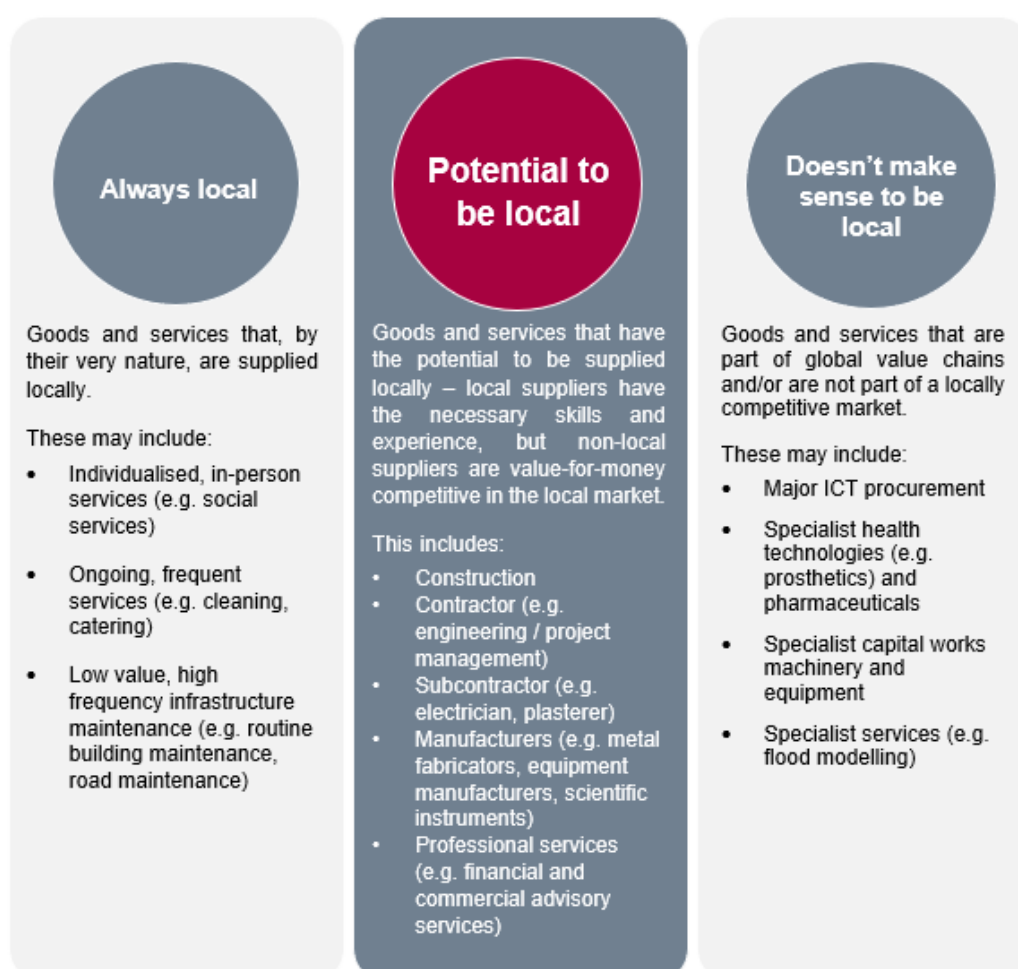 Always local
Goods and services that, by
their very nature, are supplied
locally.
These may include:
• Individualised, in-person
services (e.g. social
services)
• Ongoing, frequent
services (e.g. cleaning,
catering)
• Low value, high
frequency infrastructure
maintenance (e.g. routine
building maintenance,
road maintenance)
Potential to
be local
Goods and services that have
the potential to be supplied
locally – local suppliers have
the necessary skills and
experience, but non-local
suppliers are value-for-money
competitive in the local market.
This includes:
• Construction
• Contractor (e.g.
engineering / project
management)
• Subcontractor (e.g.
electrician, plasterer)
• Manufacturers (e.g. metal
fabricators, equipment
manufacturers, scientific
instruments)
• Professional services
(e.g. financial and
commercial advisory
services)
Doesn’t make
sense to be
local
Goods and services that are
part of global value chains
and/or are not part of a locally
competitive market.
These may include:
• Major ICT procurement
• Specialist health
technologies (e.g.
prosthetics) and
pharmaceuticals
• Specialist capital works
machinery and
equipment
• Specialist services (e.g.
flood modelling)